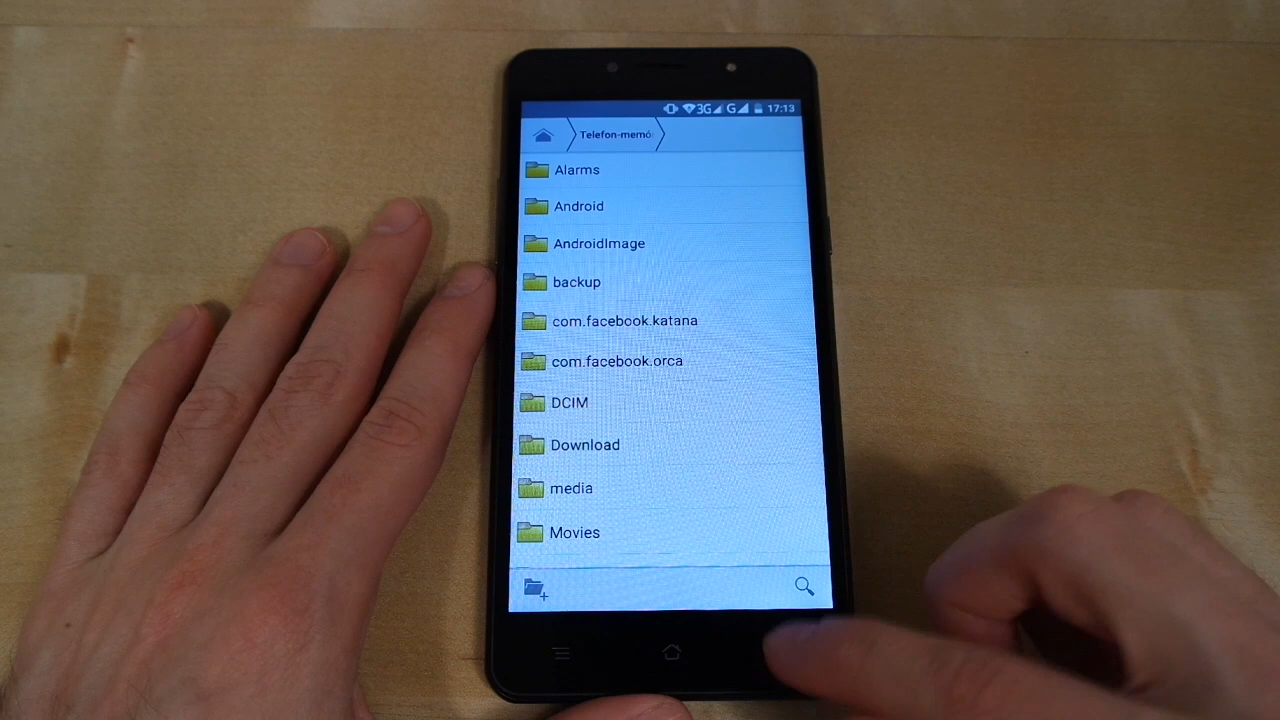 3G G 17:13
Telefon-memó
Alarms
Android
AndroidImage
backup
com.facebook.katana
com.facebook.orca
DCIM
Download
media
Movies